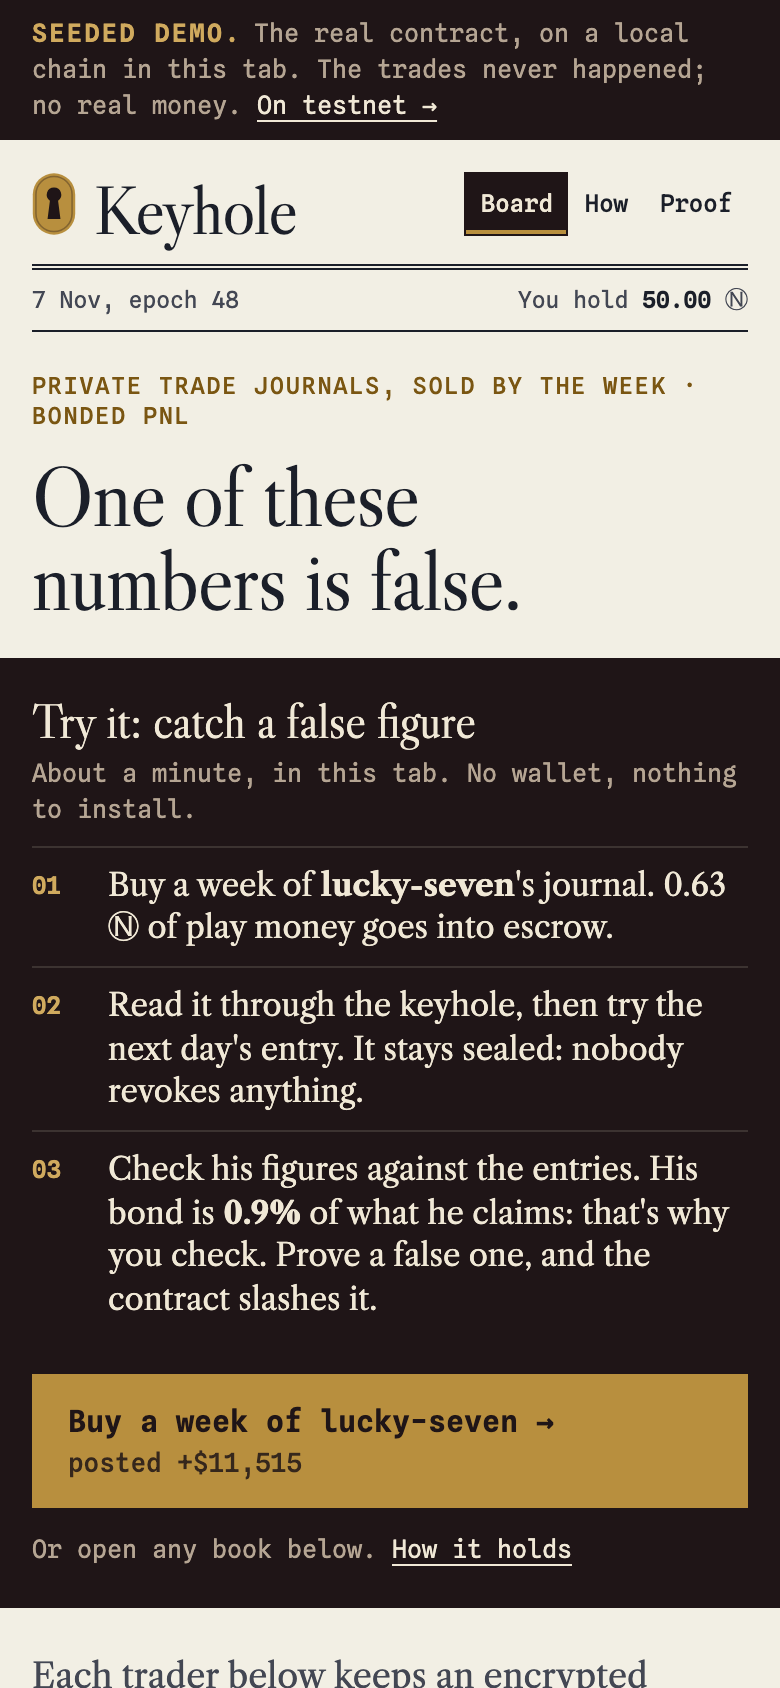 SEEDED DEMO. The real contract, on a local
chain in this tab. The trades never happened;
no real money. On testnet →
Keyhole
Board How Proof
7 Nov, epoch 48
You hold 50.00 Ⓝ
PRIVATE TRADE JOURNALS, SOLD BY THE WEEK ·
BONDED PNL
One of these
numbers is false.
Try it: catch a false figure
About a minute, in this tab. No wallet, nothing
to install.
01 Buy a week of lucky-seven's journal. 0.63
Ⓝ of play money goes into escrow.
02 Read it through the keyhole, then try the
next day's entry. It stays sealed: nobody
revokes anything.
03 Check his figures against the entries. His
bond is 0.9% of what he claims: that's why
you check. Prove a false one, and the
contract slashes it.
Buy a week of lucky-seven →
posted +$11,515
Or open any book below. How it holds
Each trader below keeps an encrypted